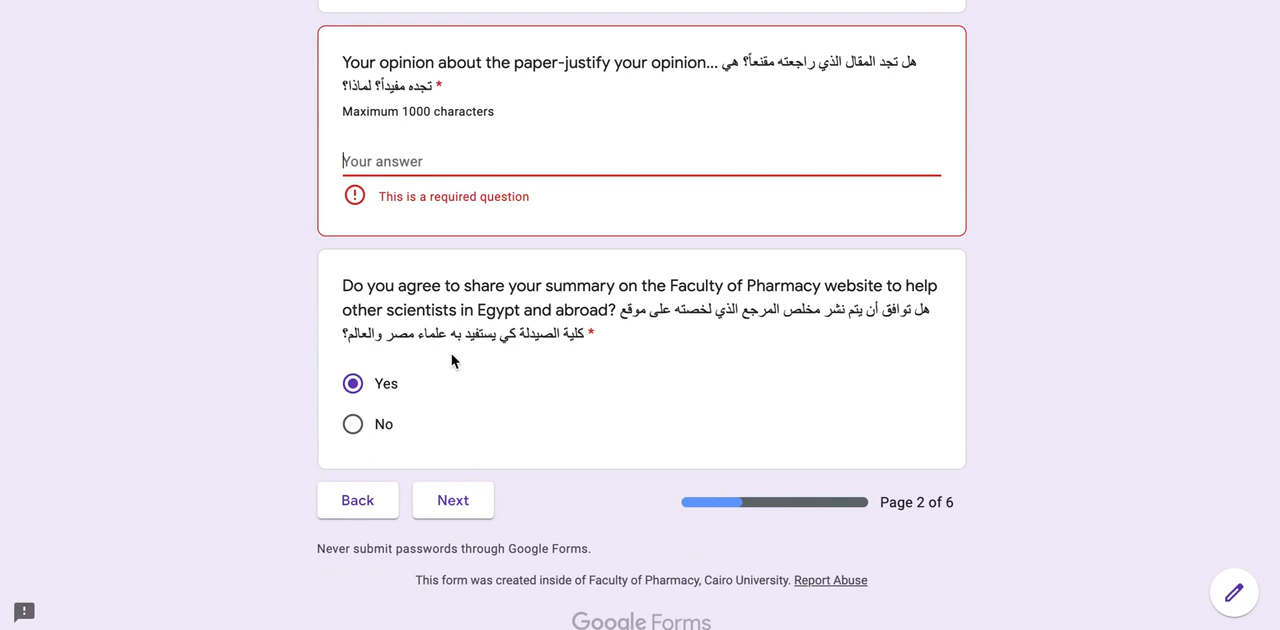 Your opinion about the paper-justify your opinion... هل تجد المقال الذي راجعته مقنعاً؟ هي
تجده مفيداً؟ لماذا؟ *
Maximum 1000 characters
Your answer
This is a required question
Do you agree to share your summary on the Faculty of Pharmacy website to help
other scientists in Egypt and abroad? هل توافق أن يتم نشر مخلص المرجع الذي لخصته على موقع
كلية الصيدلة كي يستفيد به علماء مصر والعالم؟ *
Yes
No
Back Next Page 2 of 6
Never submit passwords through Google Forms.
This form was created inside of Faculty of Pharmacy, Cairo University. Report Abuse
Google Forms